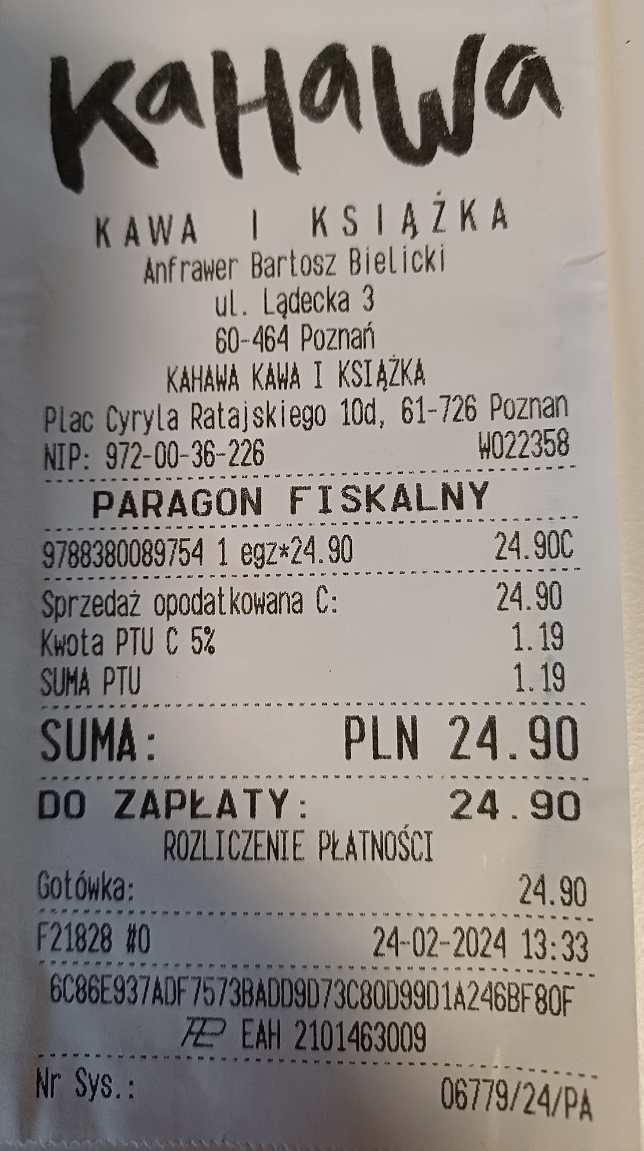 KaHaWa
KAWA I KSIĄŻKA
Anfrawer Bartosz Bielicki
ul. Lądecka 3
60-464 Poznań
KAHAWA KAWA I KSIĄŻKA
Plac Cyryla Ratajskiego 10d, 61-726 Poznan
NIP: 972-00-36-226 W022358
PARAGON FISKALNY
9788380089754 1 egz*24.90 24.90C
Sprzedaż opodatkowana C: 24.90
Kwota PTU C 5% 1.19
SUMA PTU 1.19
SUMA: PLN 24.90
DO ZAPŁATY: 24.90
ROZLICZENIE PŁATNOŚCI
Gotówka: 24.90
F21828 #0 24-02-2024 13:33
6C86E937ADF7573BADD9D73C80D99D1A246BF80F
PL EAH 2101463009
Nr Sys.: 06779/24/PA